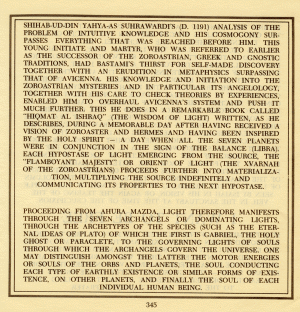 SHIHAB-UD-DIN YAHYA-AS SUHRAWARDI'S (D. 1191) ANALYSIS OF THE
PROBLEM OF INTUITIVE KNOWLEDGE AND HIS COSMOGONY SUR-
PASSES EVERYTHING THAT WAS REACHED BEFORE HIM. THIS
YOUNG INITIATE AND MARTYR, WHO WAS REFERRED TO EARLIER
AS THE SUCCESSOR OF THE ZOROASTRIAN, GREEK AND GNOSTIC
TRADITIONS, HAD BASTAMI'S THIRST FOR SELF-MADE DISCOVERY
TOGETHER WITH AN ERUDITION IN METAPHYSICS SURPASSING
THAT OF AVICENNA. HIS KNOWLEDGE AND INITIATION INTO THE
ZOROASTRIAN MYSTERIES AND IN PARTICULAR ITS ANGELOLOGY,
TOGETHER WITH HIS CARE TO CHECK THEORIES BY EXPERIENCES,
ENABLED HIM TO OVERHAUL AVICENNA'S SYSTEM AND PUSH IT
MUCH FURTHER. THIS HE DOES IN A REMARKABLE BOOK CALLED
"HIQMAT AL ISHRAQ" (THE WISDOM OF LIGHT) WRITTEN, AS HE
DESCRIBES, DURING A MEMORABLE DAY AFTER HAVING RECEIVED A
VISION OF ZOROASTER AND HERMES AND HAVING BEEN INSPIRED
BY THE HOLY SPIRIT — A DAY WHEN ALL THE SEVEN PLANETS
WERE IN CONJUNCTION IN THE SIGN OF THE BALANCE (LIBRA).
EACH HYPOSTASE OF LIGHT EMERGING FROM THE SOURCE, THE
"FLAMBOYANT MAJESTY" OR ORIENT OF LIGHT (THE XVARNAH
OF THE ZOROASTRIANS) PROCEEDS FURTHER INTO MATERIALIZA-
TION, MULTIPLYING THE SOURCE INDEFINITELY AND
COMMUNICATING ITS PROPERTIES TO THE NEXT HYPOSTASE.
PROCEEDING FROM AHURA MAZDA, LIGHT THEREFORE MANIFESTS
THROUGH THE SEVEN ARCHANGELS OR DOMINATING LIGHTS,
THROUGH THE ARCHETYPES OF THE SPECIES (SUCH AS THE ETER-
NAL IDEAS OF PLATO) OF WHICH THE FIRST IS GABRIEL, THE HOLY
GHOST OR PARACLETE, TO THE GOVERNING LIGHTS OF SOULS
THROUGH WHICH THE ARCHANGELS GOVERN THE UNIVERSE. ONE
MAY DISTINGUISH AMONGST THE LATTER THE MOTOR ENERGIES
OR SOULS OF THE ORBS AND PLANETS, THE SOUL CONDUCTING
EACH TYPE OF EARTHLY EXISTENCE OR SIMILAR FORMS OF EXIS-
TENCE, ON OTHER PLANETS, AND FINALLY THE SOUL OF EACH
INDIVIDUAL HUMAN BEING.
345